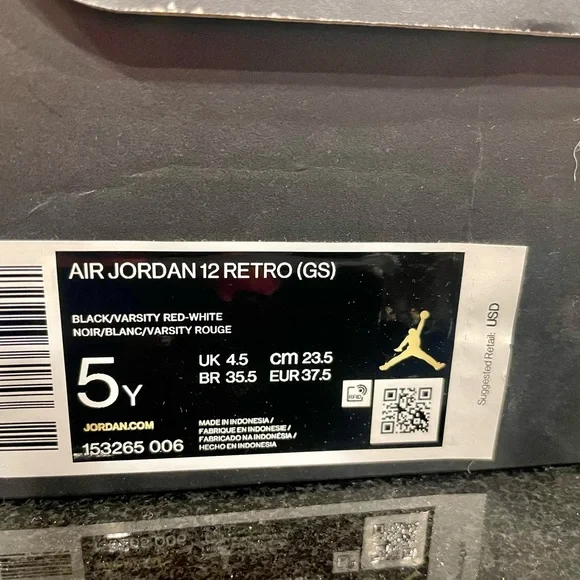 AIR JORDAN 12 RETRO (GS)
BLACK/VARSITY RED-WHITE
NOIR/BLANC/VARSITY ROUGE
5Y
UK 4.5 cm 23.5
BR 35.5 EUR 37.5
RFID
JORDAN.COM
153265 006
MADE IN INDONESIA /
FABRIQUE EN INDONESIE /
FABRICADO NA INDONÉSIA /
HECHO EN INDONESIA
Suggested Retail: USD